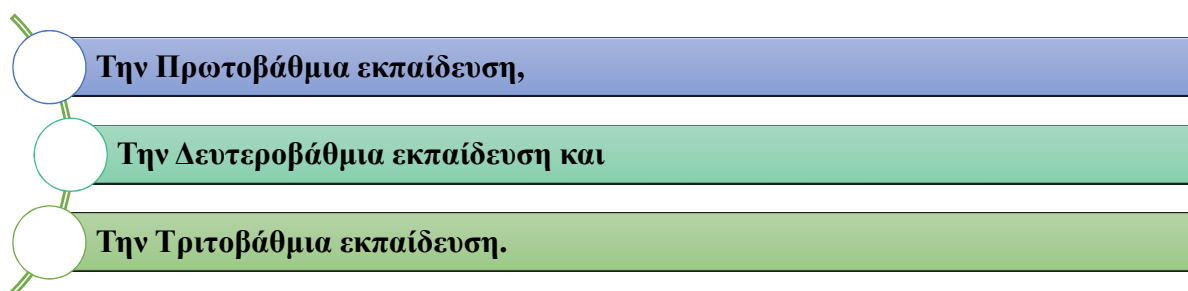 Την Πρωτοβάθμια εκπαίδευση,
Την Δευτεροβάθμια εκπαίδευση και
Την Τριτοβάθμια εκπαίδευση.